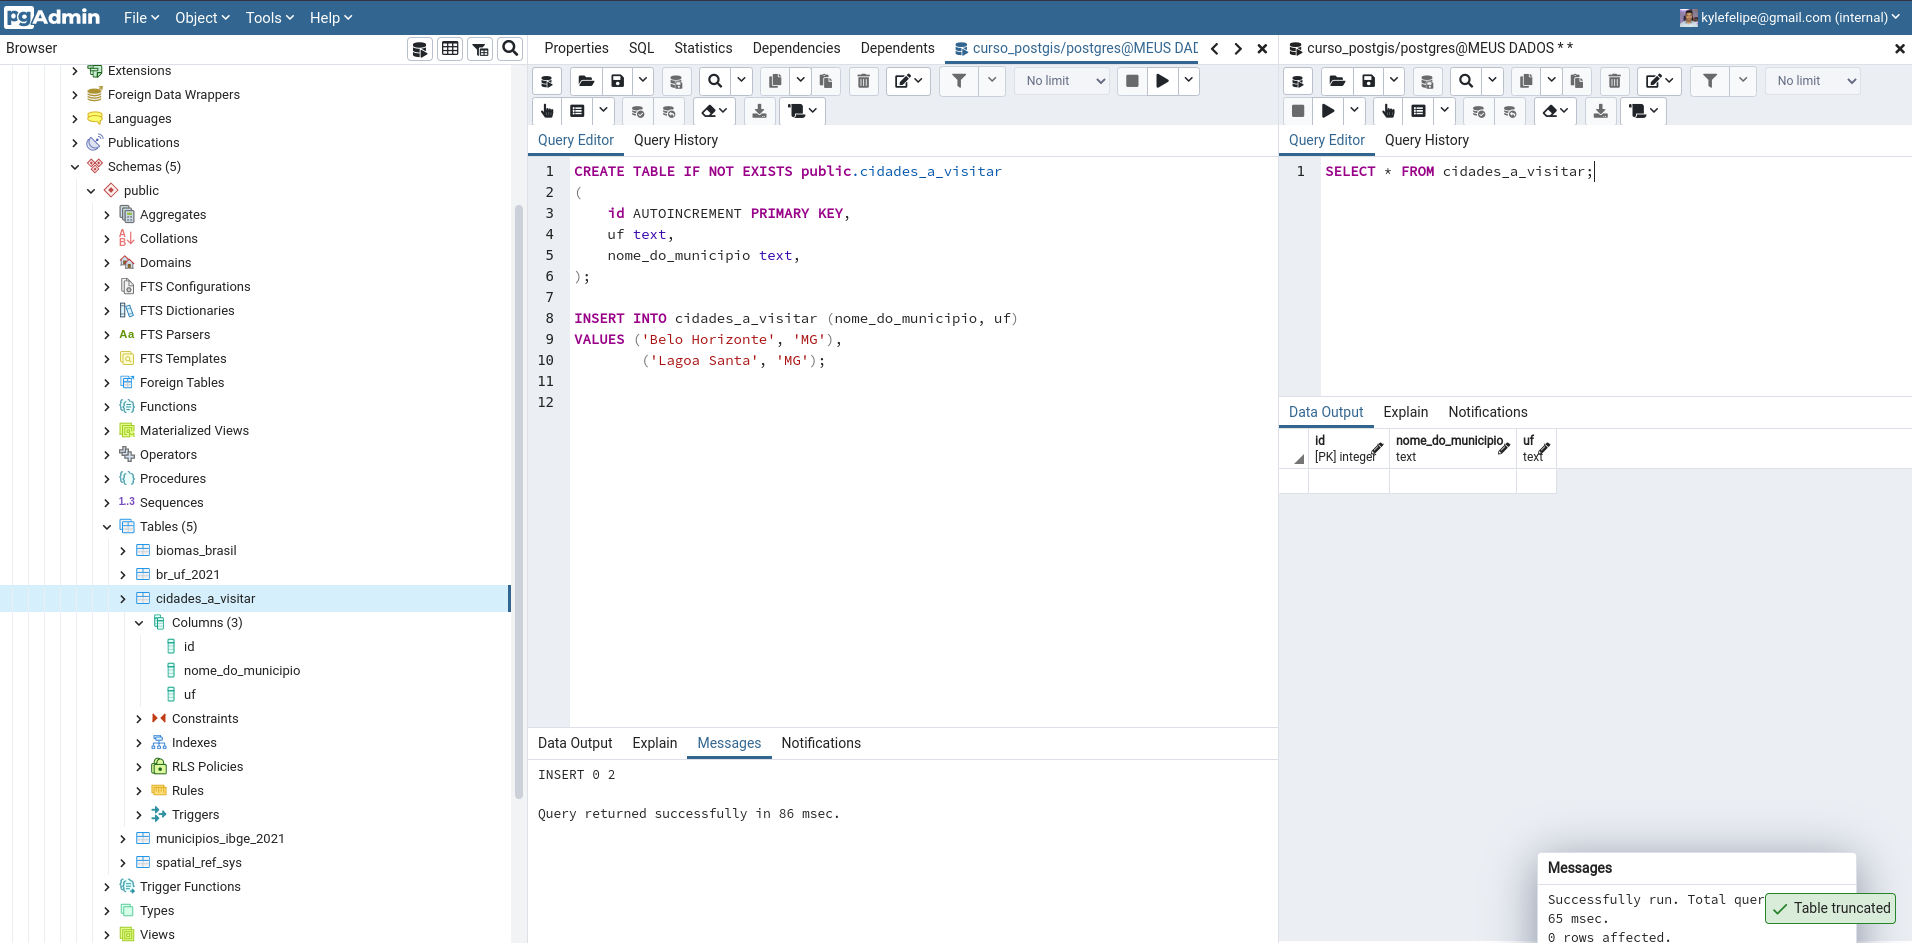 pgAdmin File Object Tools Help kylefelipe@gmail.com (internal)
Browser
Extensions
Foreign Data Wrappers
Languages
Publications
Schemas (5)
public
Aggregates
Collations
Domains
FTS Configurations
FTS Dictionaries
Aa FTS Parsers
FTS Templates
Foreign Tables
Functions
Materialized Views
Operators
Procedures
1..3 Sequences
Tables (5)
biomas_brasil
br_uf_2021
cidades_a_visitar
Columns (3)
id
nome_do_municipio
uf
Constraints
Indexes
RLS Policies
Rules
Triggers
municipios_ibge_2021
spatial_ref_sys
Trigger Functions
Types
Views
Properties SQL Statistics Dependencies Dependents curso_postgis/postgres@MEUS DAD
No limit
Query Editor Query History
1 CREATE TABLE IF NOT EXISTS public.cidades_a_visitar
2 (
3 id AUTOINCREMENT PRIMARY KEY,
4 uf text,
5 nome_do_municipio text,
6 );
7
8 INSERT INTO cidades_a_visitar (nome_do_municipio, uf)
9 VALUES ('Belo Horizonte', 'MG'),
10 ('Lagoa Santa', 'MG');
11
12
Data Output Explain Messages Notifications
INSERT 0 2
Query returned successfully in 86 msec.
curso_postgis/postgres@MEUS DADOS * *
No limit
Query Editor Query History
1 SELECT * FROM cidades_a_visitar;
Data Output Explain Notifications
id nome_do_municipio uf
[PK] integer text text
Messages
Successfully run. Total quer
65 msec.
0 rows affected.
Table truncated